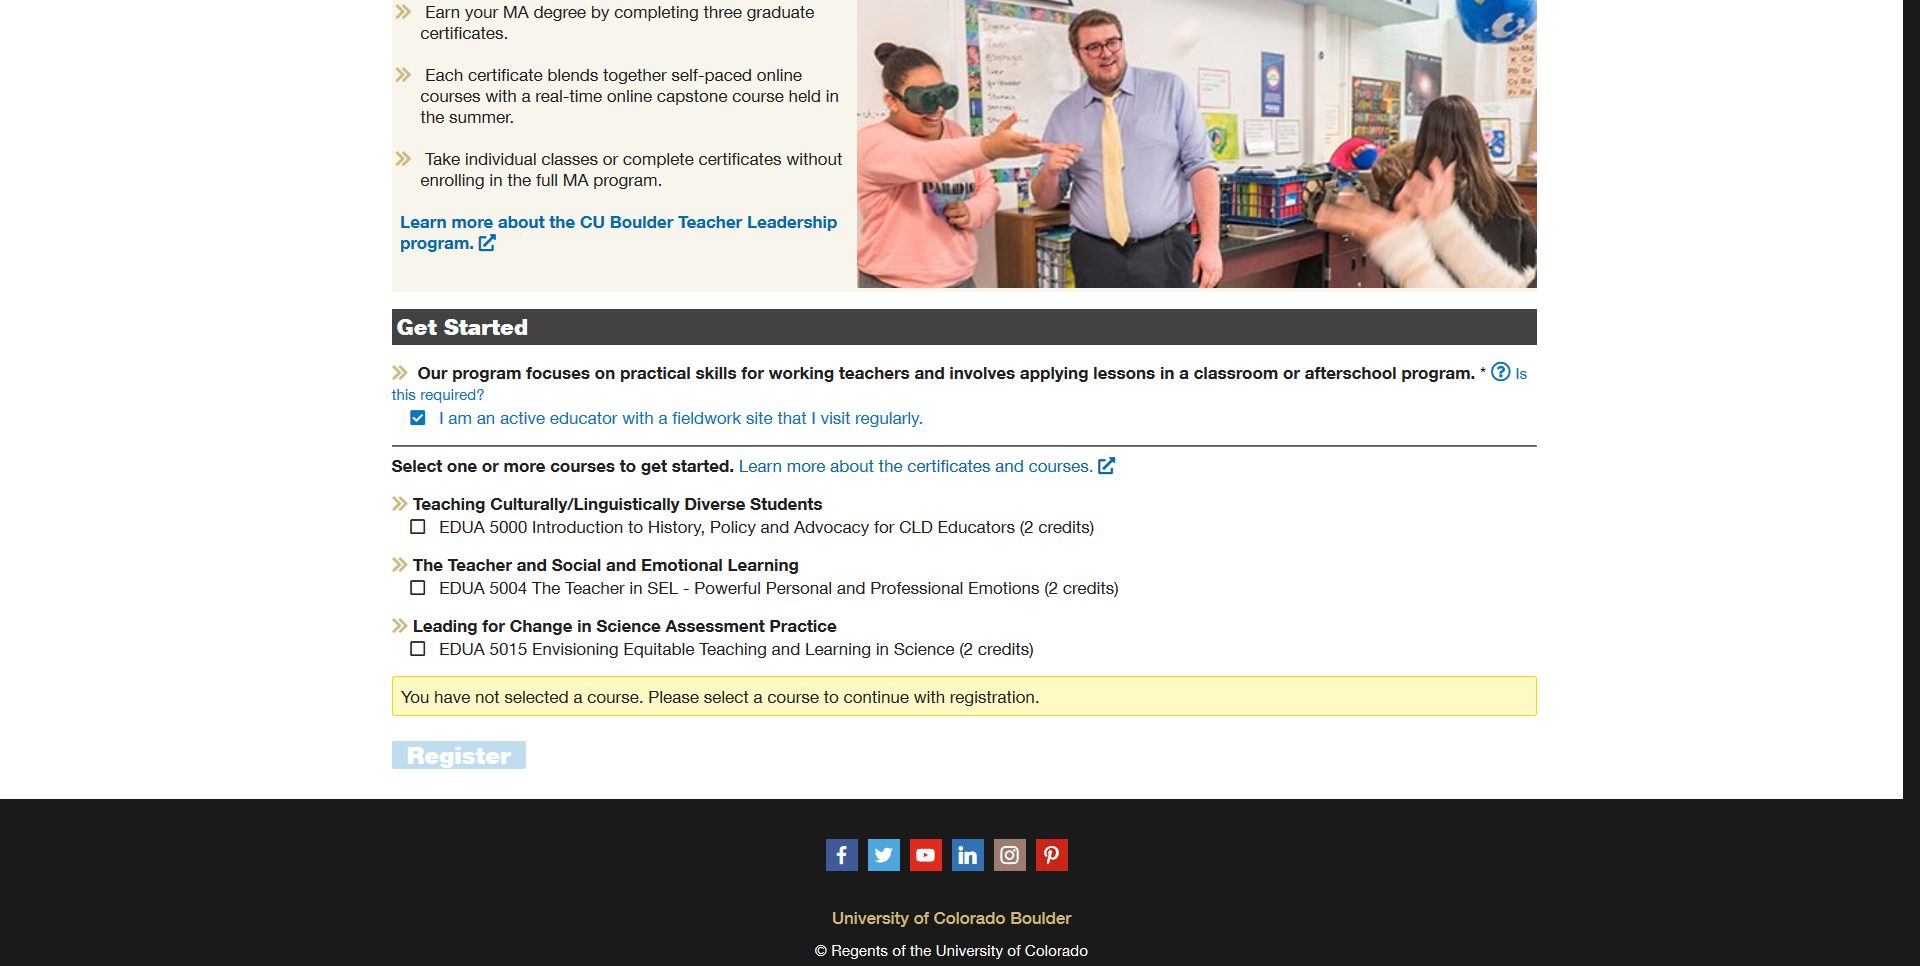 Earn your MA degree by completing three graduate
certificates.
Each certificate blends together self-paced online
courses with a real-time online capstone course held in
the summer.
Take individual classes or complete certificates without
enrolling in the full MA program.
Learn more about the CU Boulder Teacher Leadership
program.
Get Started
Our program focuses on practical skills for working teachers and involves applying lessons in a classroom or afterschool program. * Is
this required?
I am an active educator with a fieldwork site that I visit regularly.
Select one or more courses to get started. Learn more about the certificates and courses.
Teaching Culturally/Linguistically Diverse Students
EDUA 5000 Introduction to History, Policy and Advocacy for CLD Educators (2 credits)
The Teacher and Social and Emotional Learning
EDUA 5004 The Teacher in SEL - Powerful Personal and Professional Emotions (2 credits)
Leading for Change in Science Assessment Practice
EDUA 5015 Envisioning Equitable Teaching and Learning in Science (2 credits)
You have not selected a course. Please select a course to continue with registration.
Register
University of Colorado Boulder
© Regents of the University of Colorado